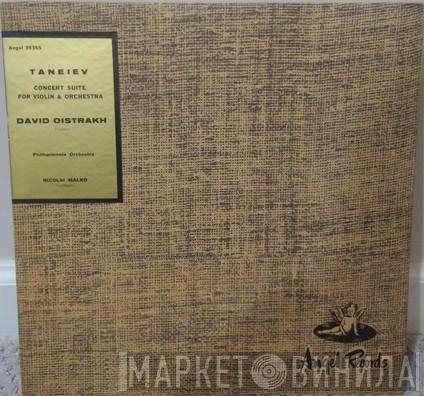 Angel 35355
TANEIEV
CONCERT SUITE
FOR VIOLIN & ORCHESTRA
DAVID OISTRAKH
Philharmonia Orchestra
NICOLAI MALKO
Angel Records
МАРКЕТ ВИНИЛА